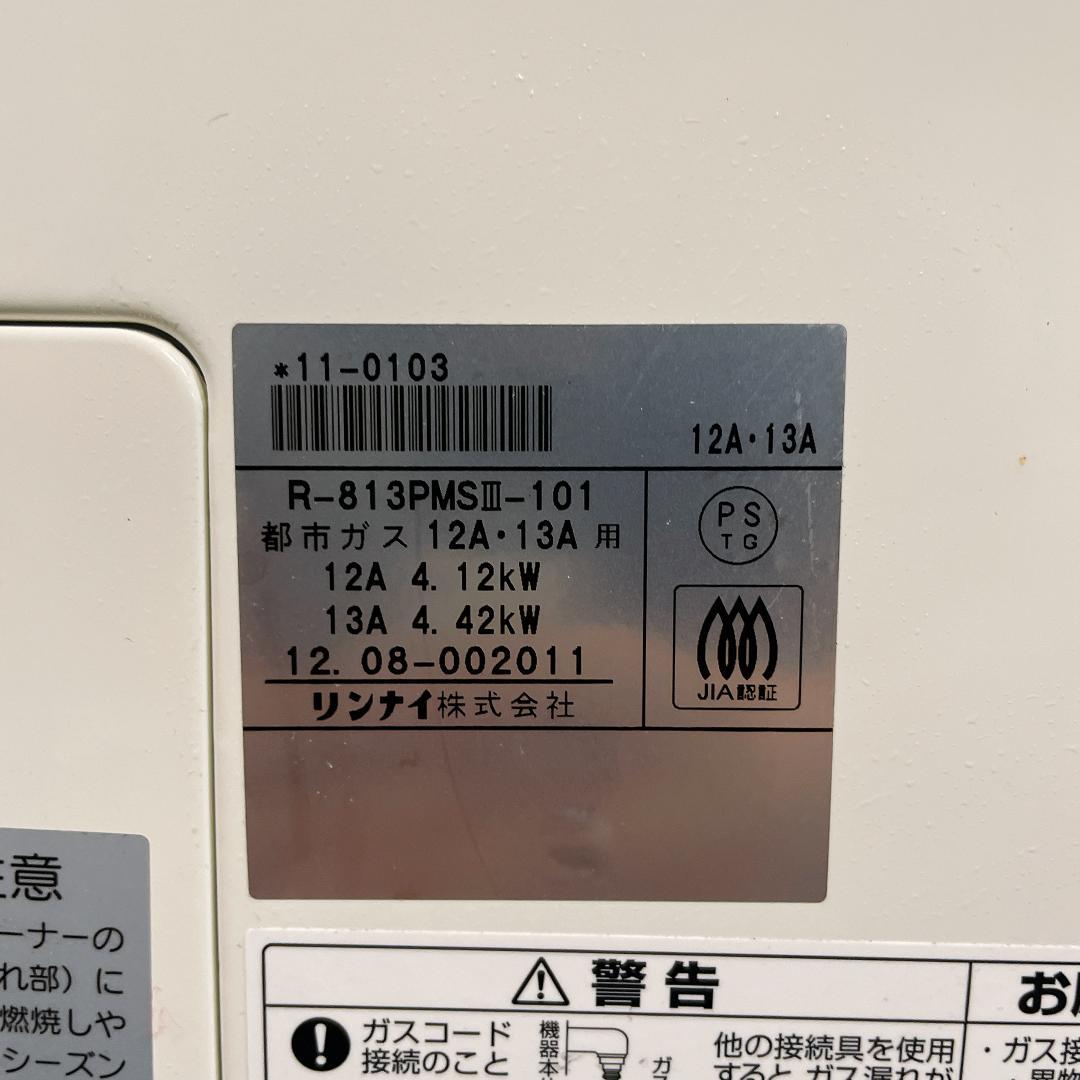 *11-0103
12A・13A
R-813PMSⅢ-101
都市ガス 12A・13A 用
12A 4.12kW
13A 4.42kW
12.08-002011
リンナイ株式会社
PS
TG
JIA認証
意
ーナーの
れ部）に
燃焼しや
シーズン
警告
ガスコード
接続のこと
機器本
ガ
他の接続具を使用
するとガス漏れが
お
・ガス接